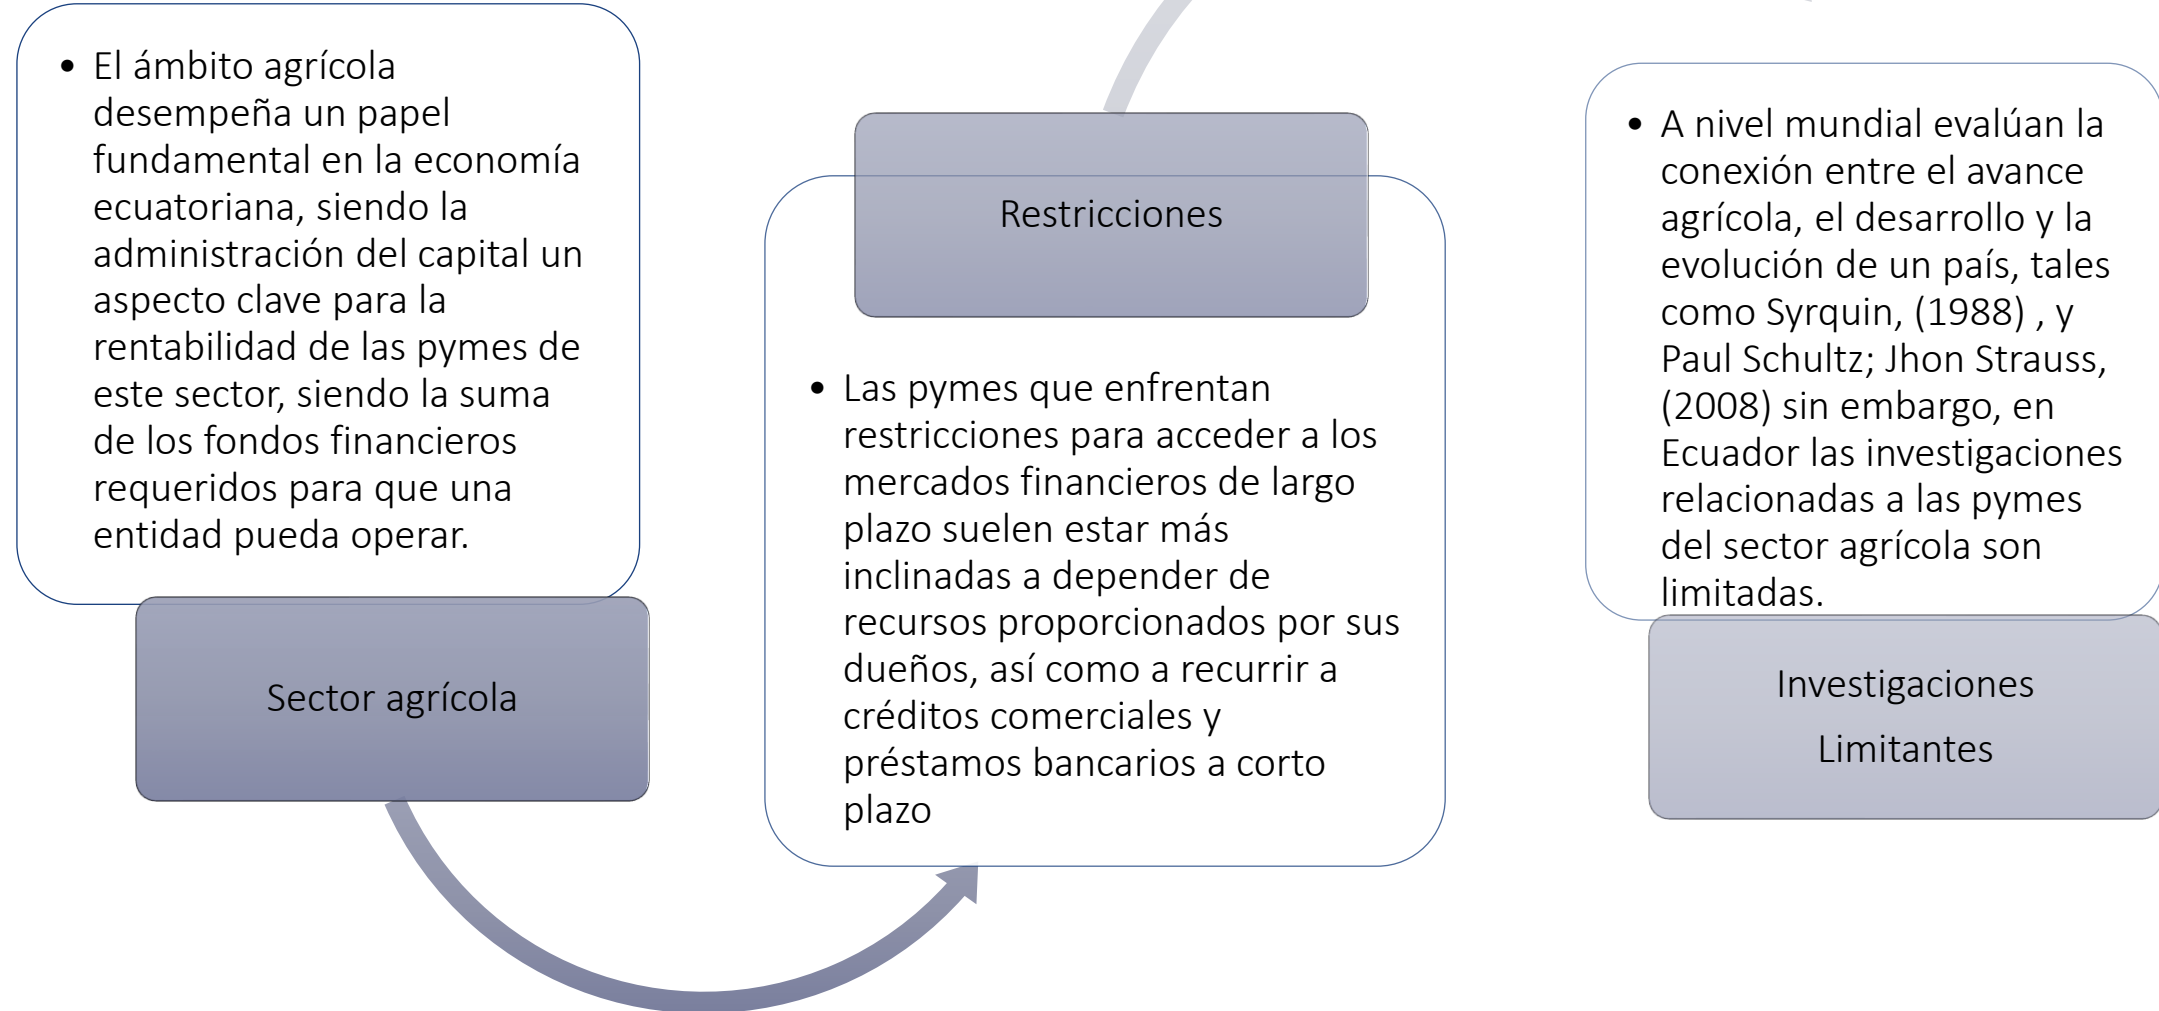 • El ámbito agrícola
desempeña un papel
fundamental en la economía
ecuatoriana, siendo la
administración del capital un
aspecto clave para la
rentabilidad de las pymes de
este sector, siendo la suma
de los fondos financieros
requeridos para que una
entidad pueda operar.
Sector agrícola
Restricciones
• Las pymes que enfrentan
restricciones para acceder a los
mercados financieros de largo
plazo suelen estar más
inclinadas a depender de
recursos proporcionados por sus
dueños, así como a recurrir a
créditos comerciales y
préstamos bancarios a corto
plazo
• A nivel mundial evalúan la
conexión entre el avance
agrícola, el desarrollo y la
evolución de un país, tales
como Syrquin, (1988) , y
Paul Schultz; Jhon Strauss,
(2008) sin embargo, en
Ecuador las investigaciones
relacionadas a las pymes
del sector agrícola son
limitadas.
Investigaciones
Limitantes